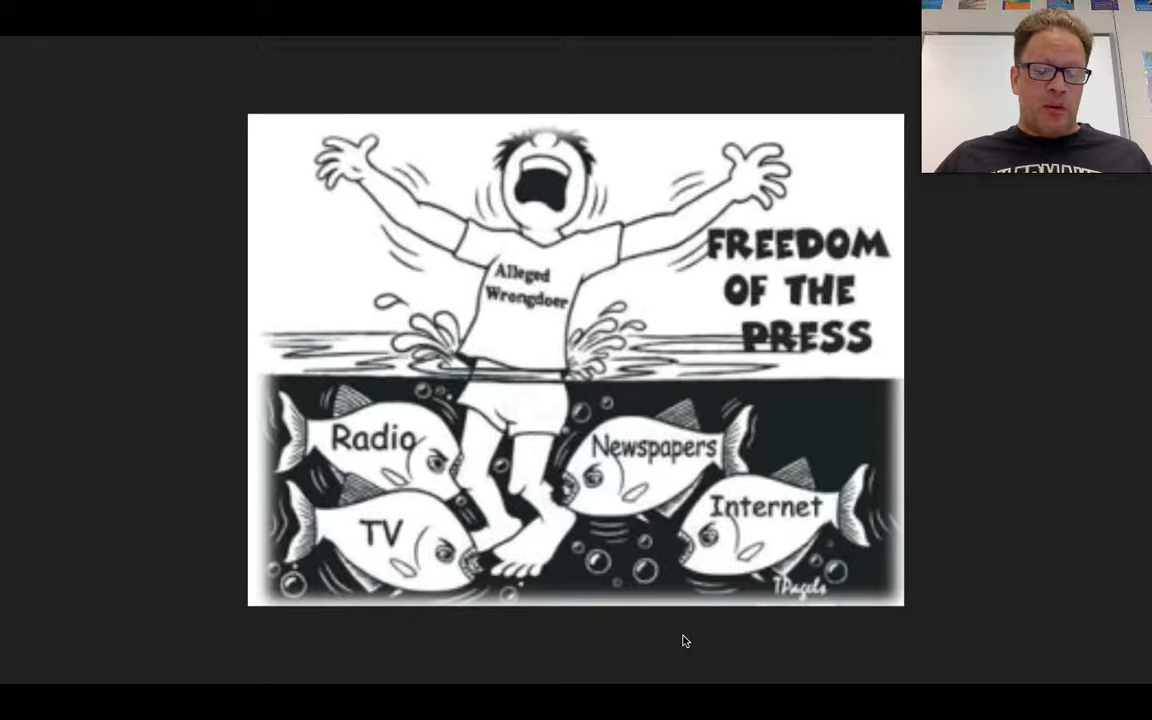 Alleged
Wrongdoer
FREEDOM
OF THE
PRESS
Radio
Newspapers
TV
Internet
TPagels